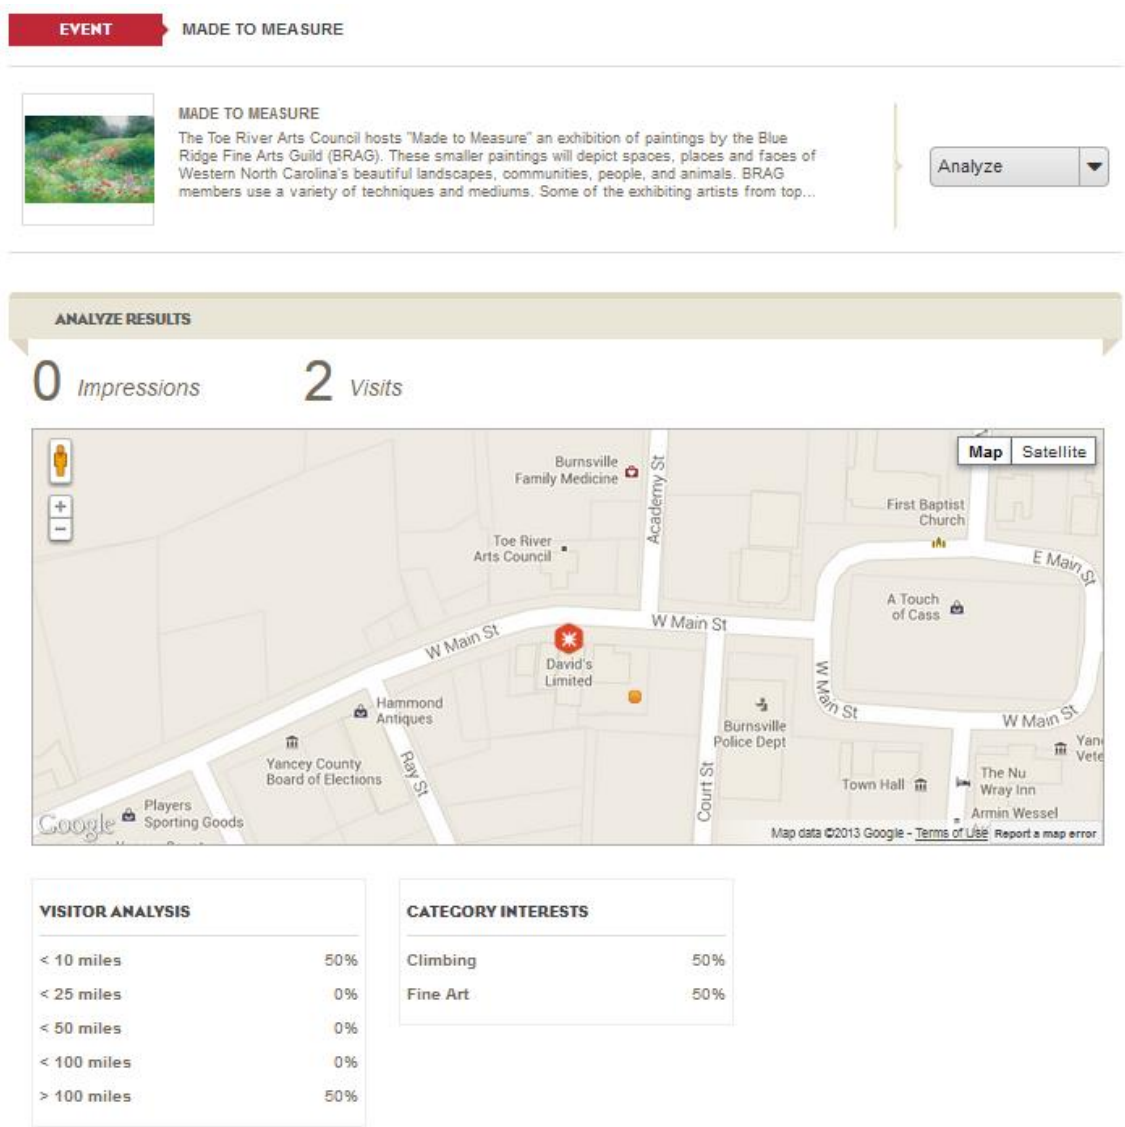 EVENT MADE TO MEASURE
MADE TO MEASURE
The Toe River Arts Council hosts "Made to Measure" an exhibition of paintings by the Blue
Ridge Fine Arts Guild (BRAG). These smaller paintings will depict spaces, places and faces of
Western North Carolina's beautiful landscapes, communities, people, and animals. BRAG
members use a variety of techniques and mediums. Some of the exhibiting artists from top...
Analyze
ANALYZE RESULTS
0 Impressions 2 Visits
Map Satellite
+
−
Burnsville
Family Medicine
Academy St
First Baptist
Church
Toe River
Arts Council
E Main St
A Touch
of Cass
W Main St
W Main St
David's
Limited
W Main St
Hammond
Antiques
Burnsville
Police Dept
W Main St
Yancey County
Board of Elections
Ray St
Court St
Town Hall
The Nu
Wray Inn
Players
Sporting Goods
Armin Wessel
Google
Map data ©2013 Google - Terms of Use Report a map error
VISITOR ANALYSIS
< 10 miles 50%
< 25 miles 0%
< 50 miles 0%
< 100 miles 0%
> 100 miles 50%
CATEGORY INTERESTS
Climbing 50%
Fine Art 50%